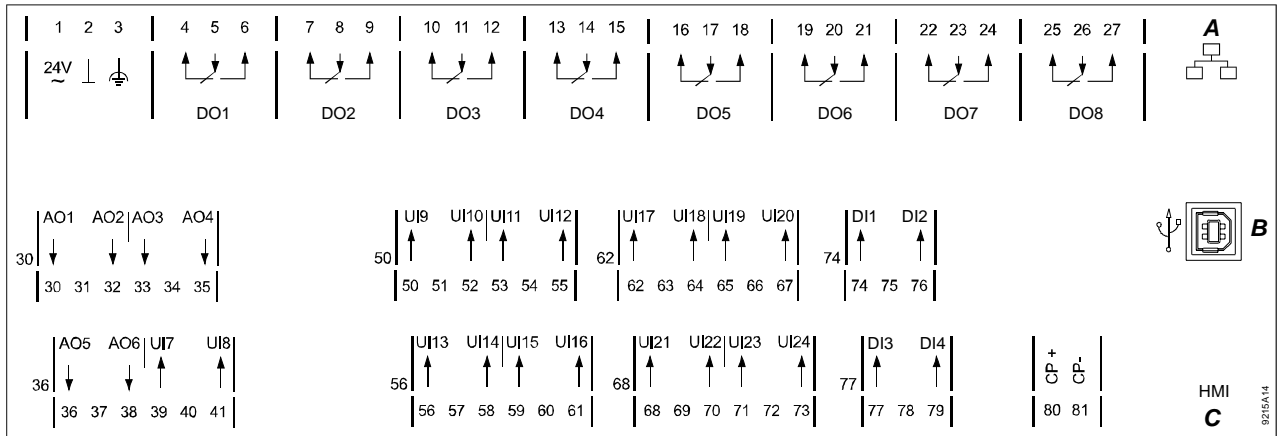 1 2 3 4 5 6 7 8 9 10 11 12 13 14 15 16 17 18 19 20 21 22 23 24 25 26 27 A
24V
~
DO1 DO2 DO3 DO4 DO5 DO6 DO7 DO8
AO1 AO2 AO3 AO4 UI9 UI10 UI11 UI12 UI17 UI18 UI19 UI20 DI1 DI2
B
30 50 62 74
30 31 32 33 34 35 50 51 52 53 54 55 62 63 64 65 66 67 74 75 76
AO5 AO6 UI7 UI8 UI13 UI14 UI15 UI16 UI21 UI22 UI23 UI24 DI3 DI4 CP+ CP-
36 56 68 77
HMI
36 37 38 39 40 41 56 57 58 59 60 61 68 69 70 71 72 73 77 78 79 80 81
C
9215A14